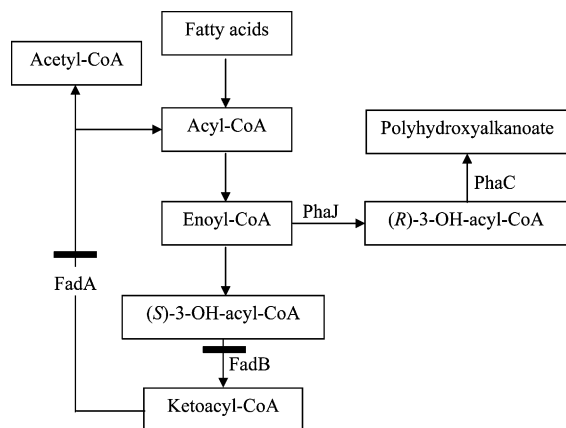 Fatty acids
Acetyl-CoA
Acyl-CoA
Polyhydroxyalkanoate
PhaC
Enoyl-CoA
PhaJ
(R)-3-OH-acyl-CoA
FadA
(S)-3-OH-acyl-CoA
FadB
Ketoacyl-CoA